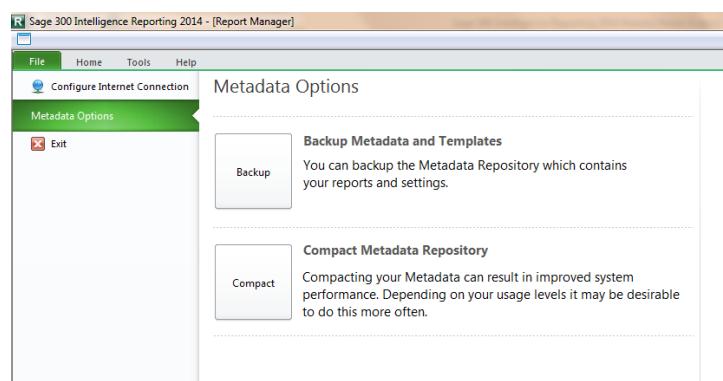 R Sage 300 Intelligence Reporting 2014 - [Report Manager]
File Home Tools Help
Configure Internet Connection
Metadata Options
Exit
Metadata Options
Backup
Backup Metadata and Templates
You can backup the Metadata Repository which contains
your reports and settings.
Compact
Compact Metadata Repository
Compacting your Metadata can result in improved system
performance. Depending on your usage levels it may be desirable
to do this more often.